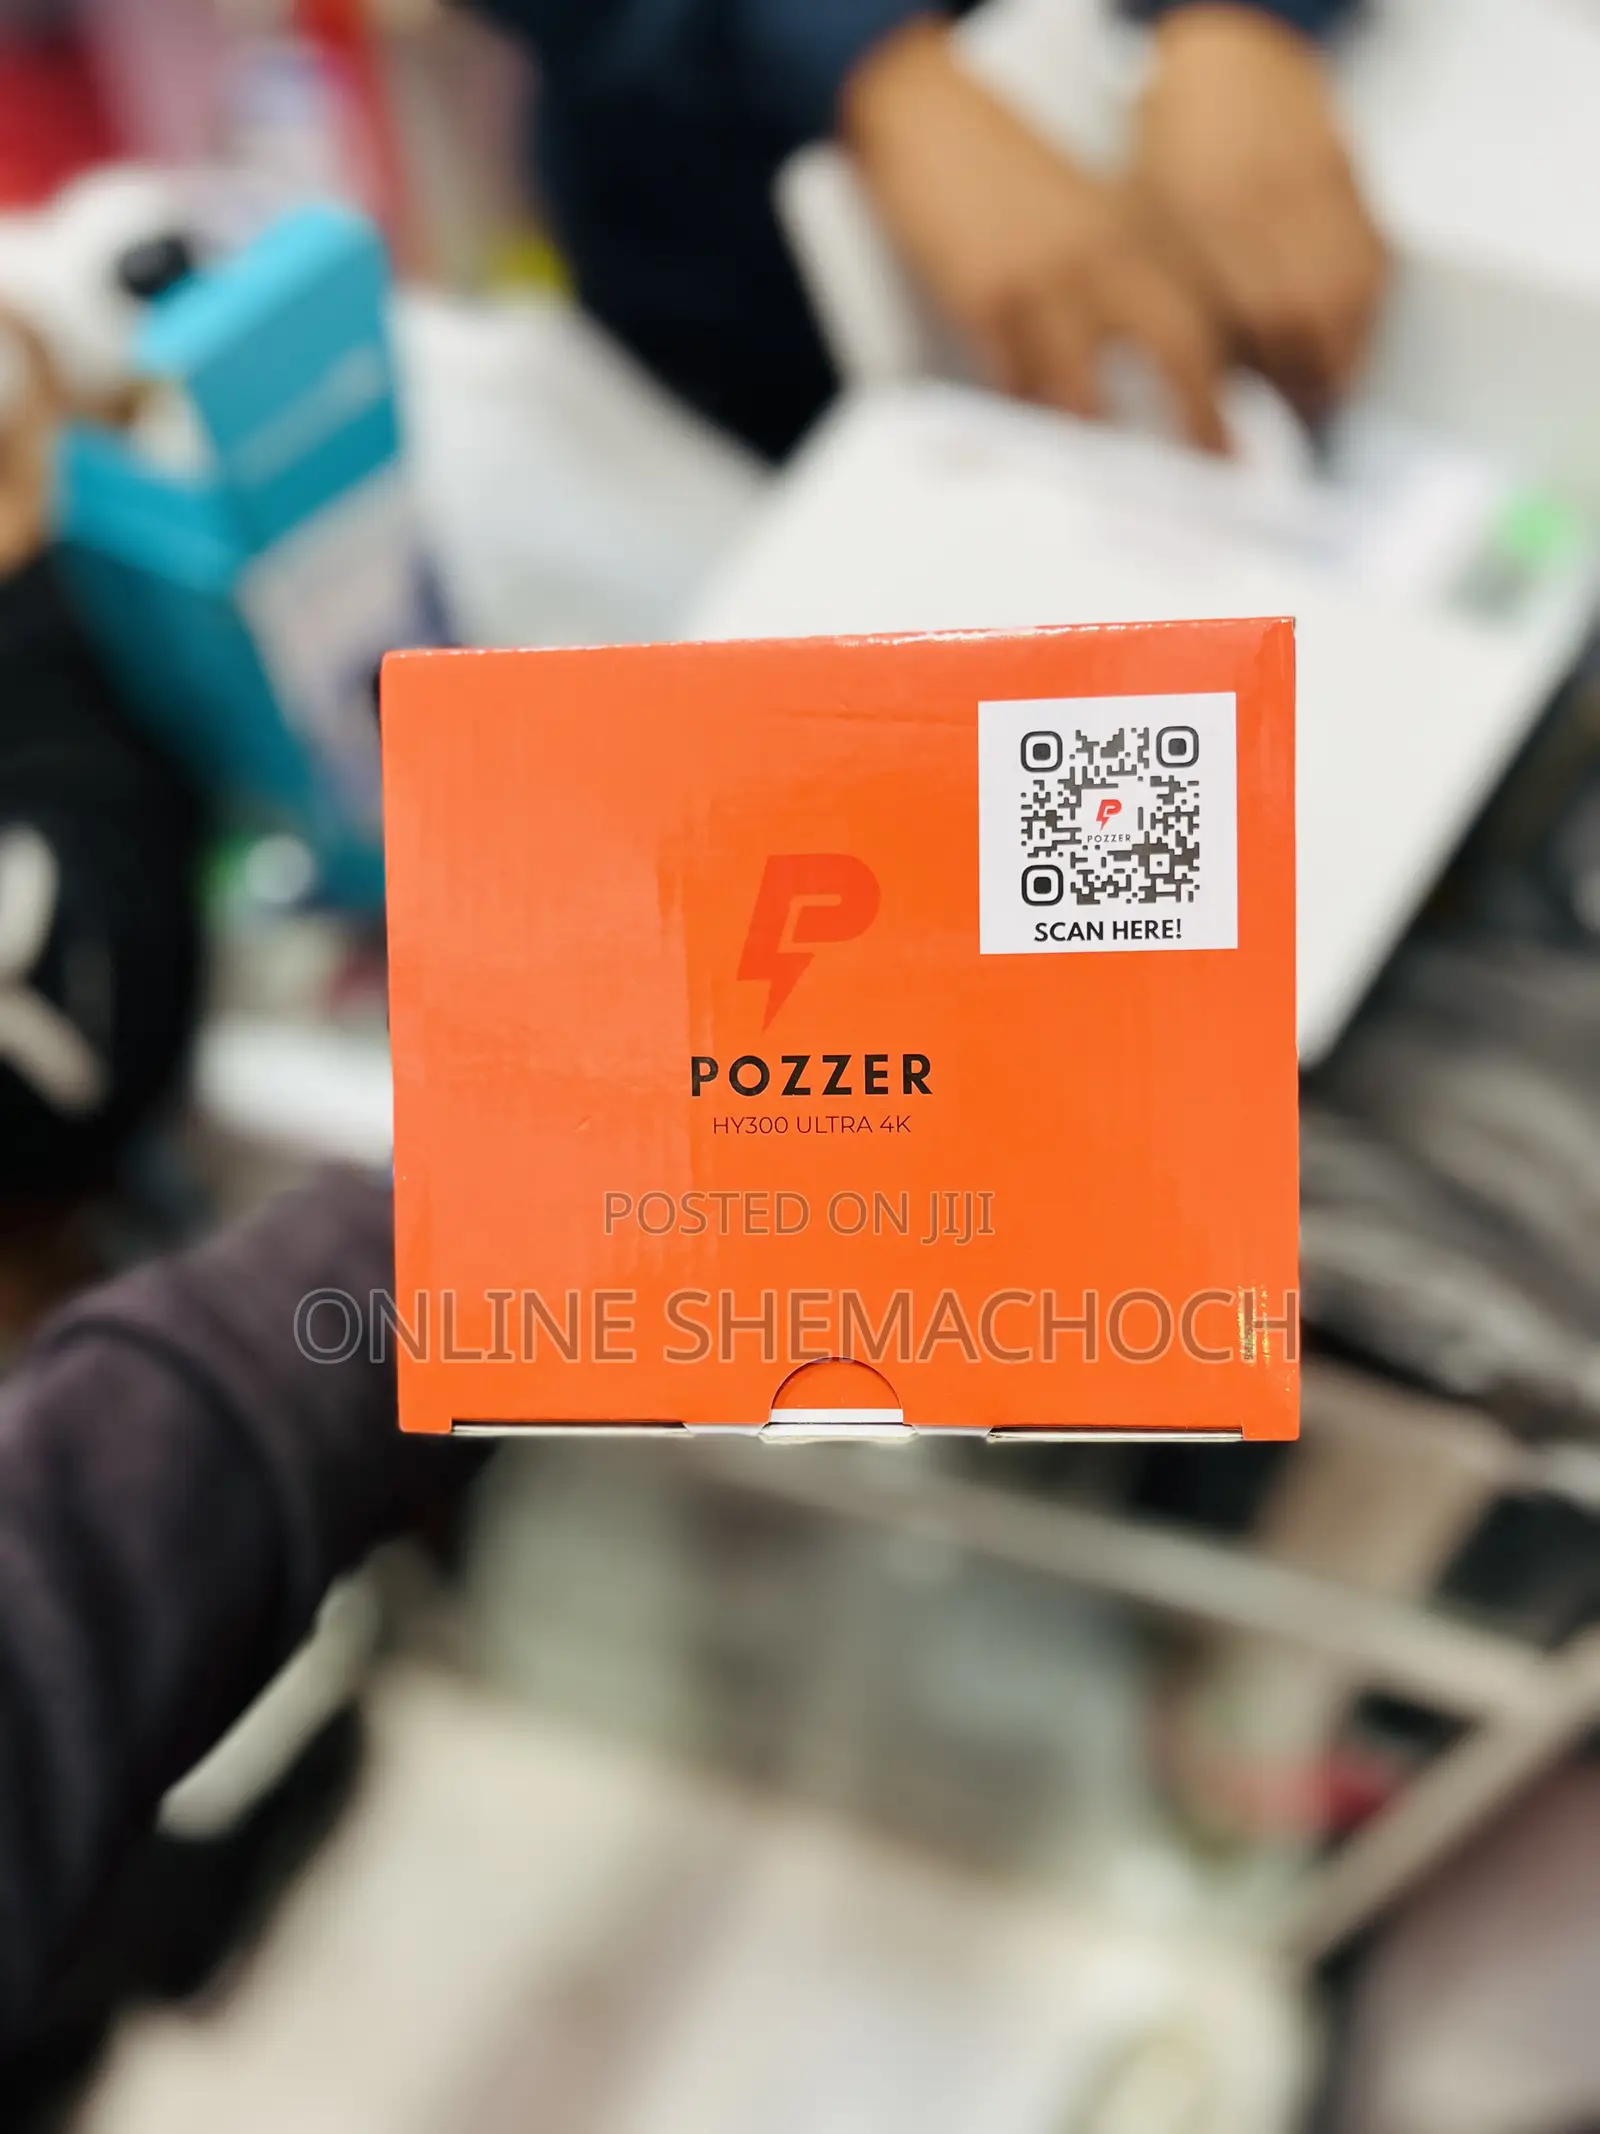 POZZER
SCAN HERE!
POZZER
HY300 ULTRA 4K
POSTED ON JIJI
ONLINE SHEMACHOCH